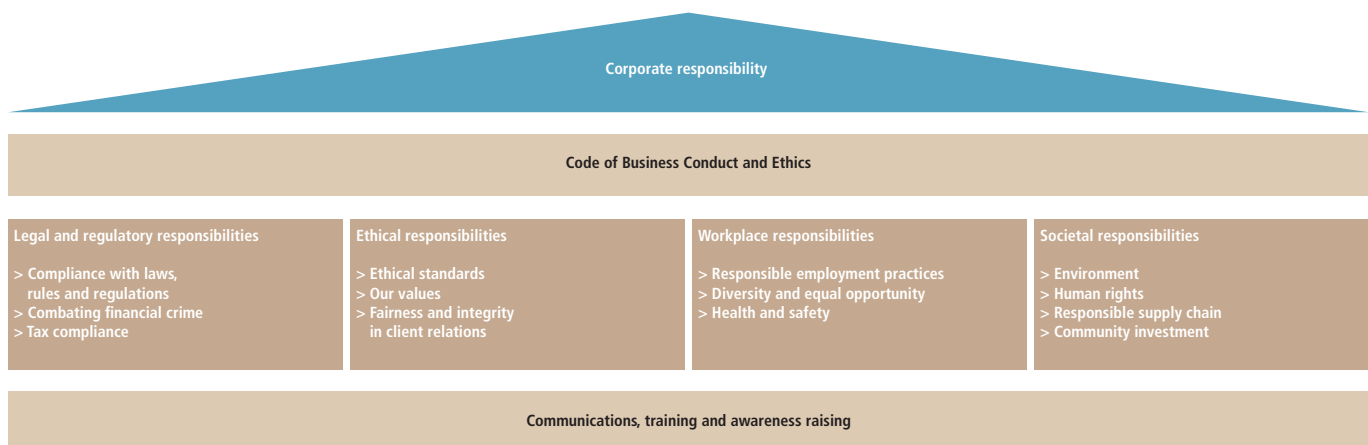 Corporate responsibility
Code of Business Conduct and Ethics
Legal and regulatory responsibilities
> Compliance with laws,
rules and regulations
> Combating financial crime
> Tax compliance
Ethical responsibilities
> Ethical standards
> Our values
> Fairness and integrity
in client relations
Workplace responsibilities
> Responsible employment practices
> Diversity and equal opportunity
> Health and safety
Societal responsibilities
> Environment
> Human rights
> Responsible supply chain
> Community investment
Communications, training and awareness raising